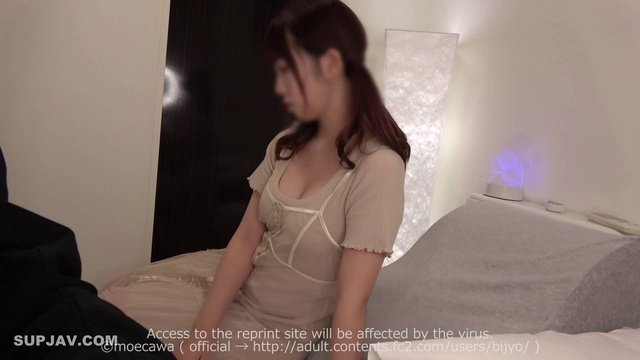 Access to the reprint site will be affected by the virus.
SUPJAV.COM
©moecawa ( official → http://adult.contents.fc2.com/users/bijyo/ )